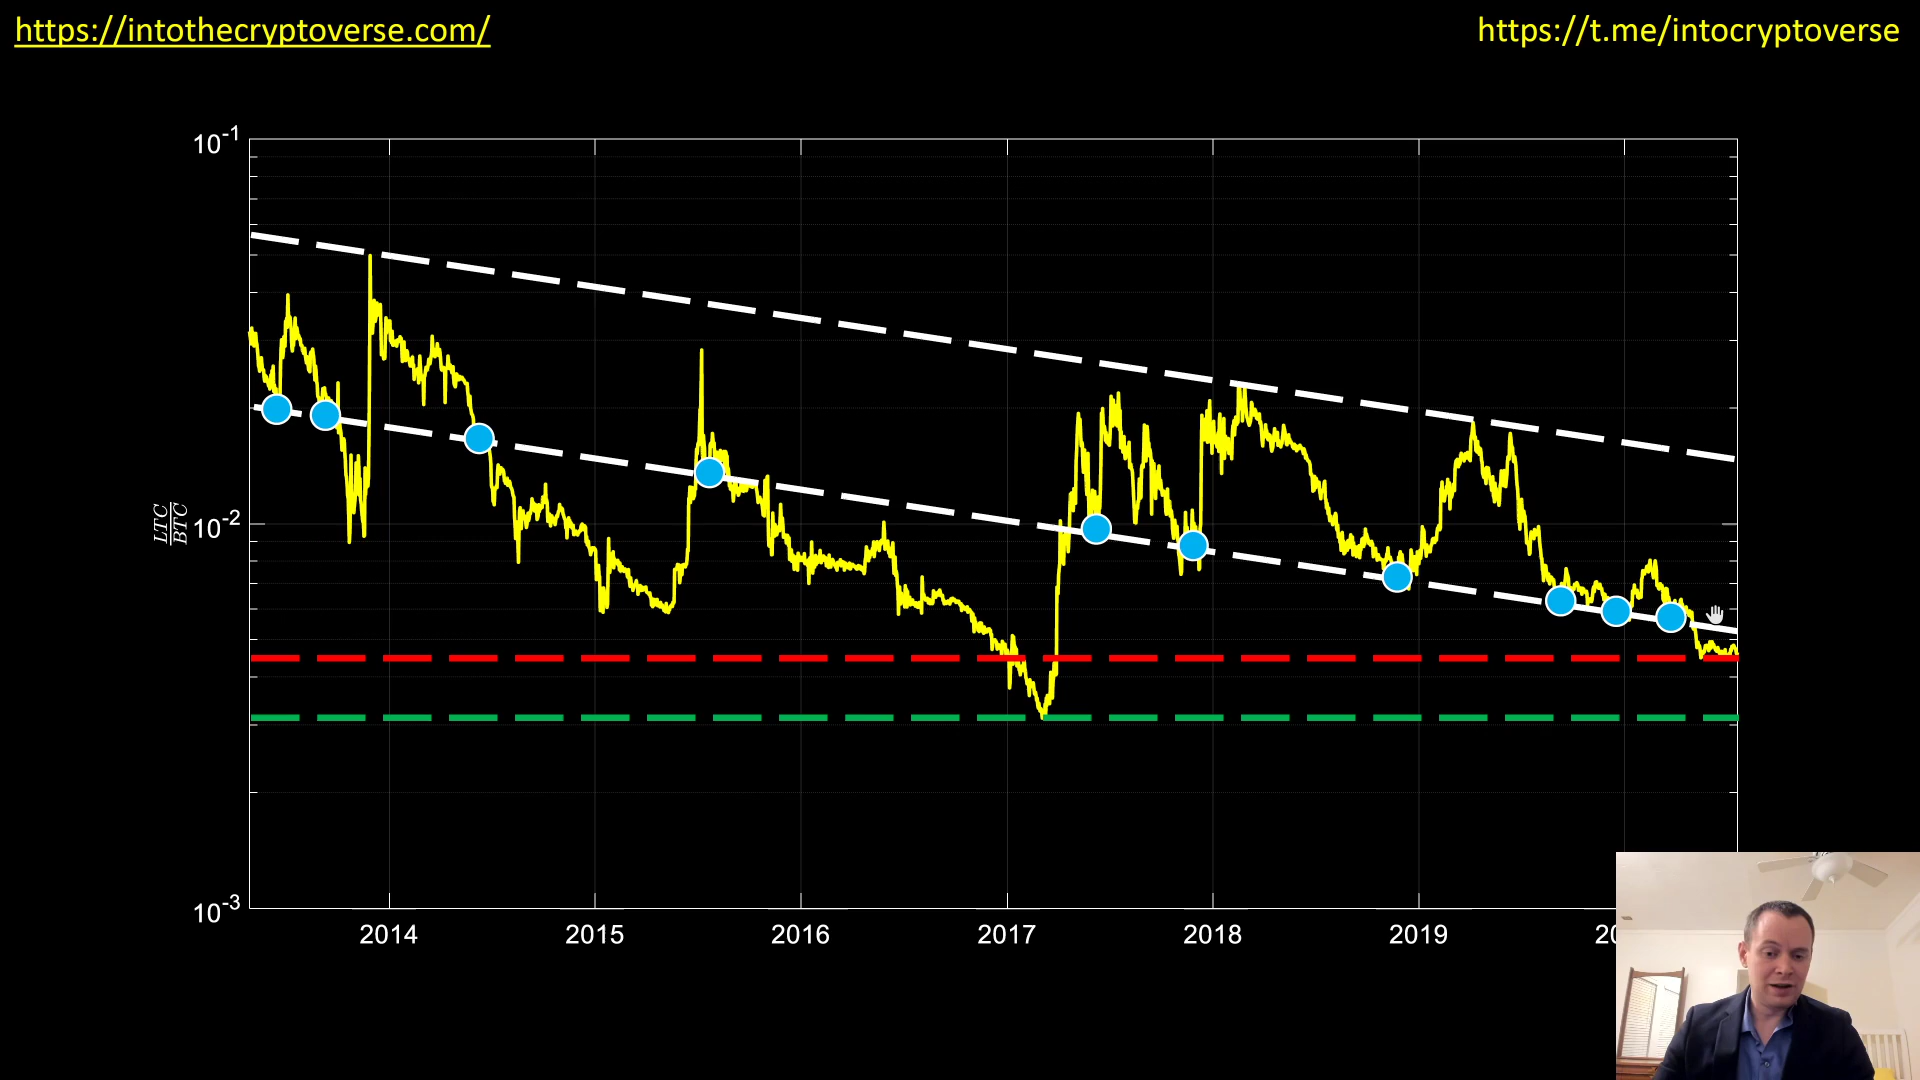 https://intothecryptoverse.com/
https://t.me/intocryptoverse
10-1
LTC
BTC
10-2
10-3
2014
2015
2016
2017
2018
2019